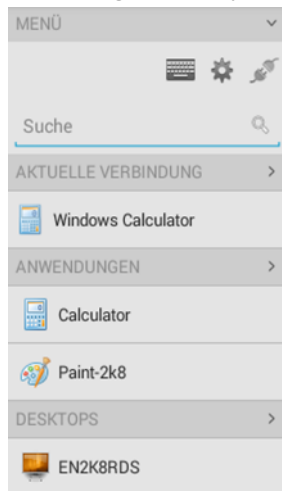 MENÜ
Suche
AKTUELLE VERBINDUNG
Windows Calculator
ANWENDUNGEN
Calculator
Paint-2k8
DESKTOPS
EN2K8RDS